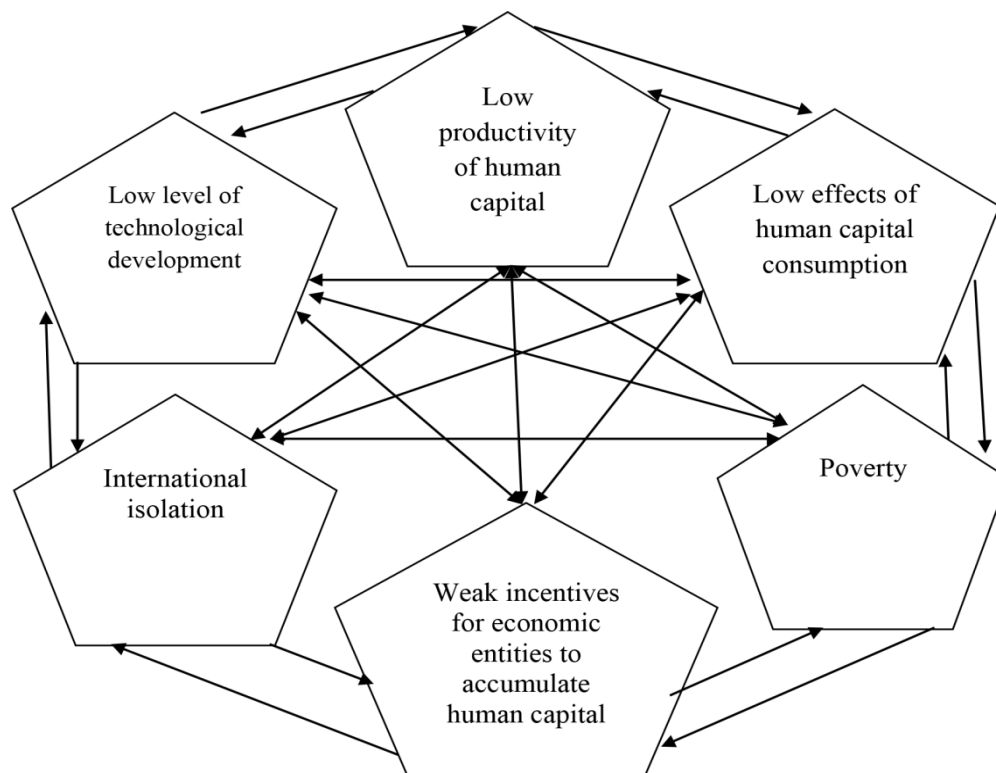 Low
productivity
of human
capital
Low level of
technological
development
Low effects of
human capital
consumption
International
isolation
Poverty
Weak incentives
for economic
entities to
accumulate
human capital